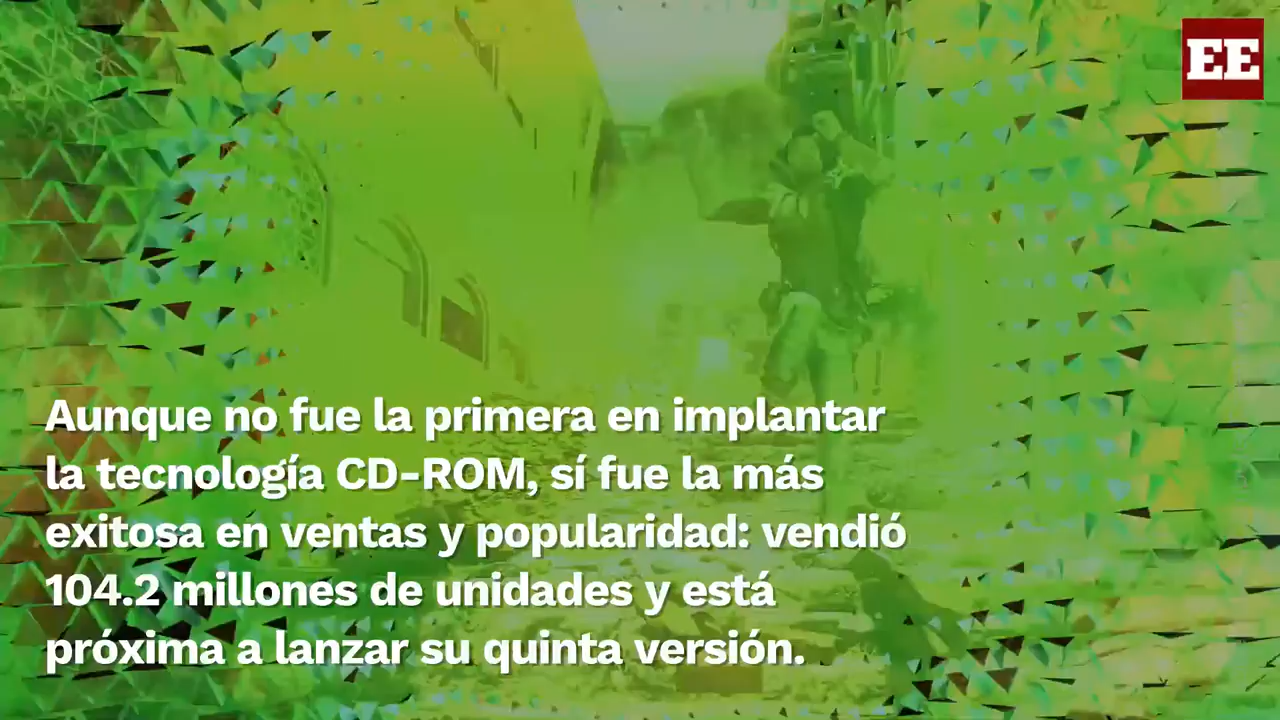 EE
Aunque no fue la primera en implantar
la tecnología CD-ROM, sí fue la más
exitosa en ventas y popularidad: vendió
104.2 millones de unidades y está
próxima a lanzar su quinta versión.